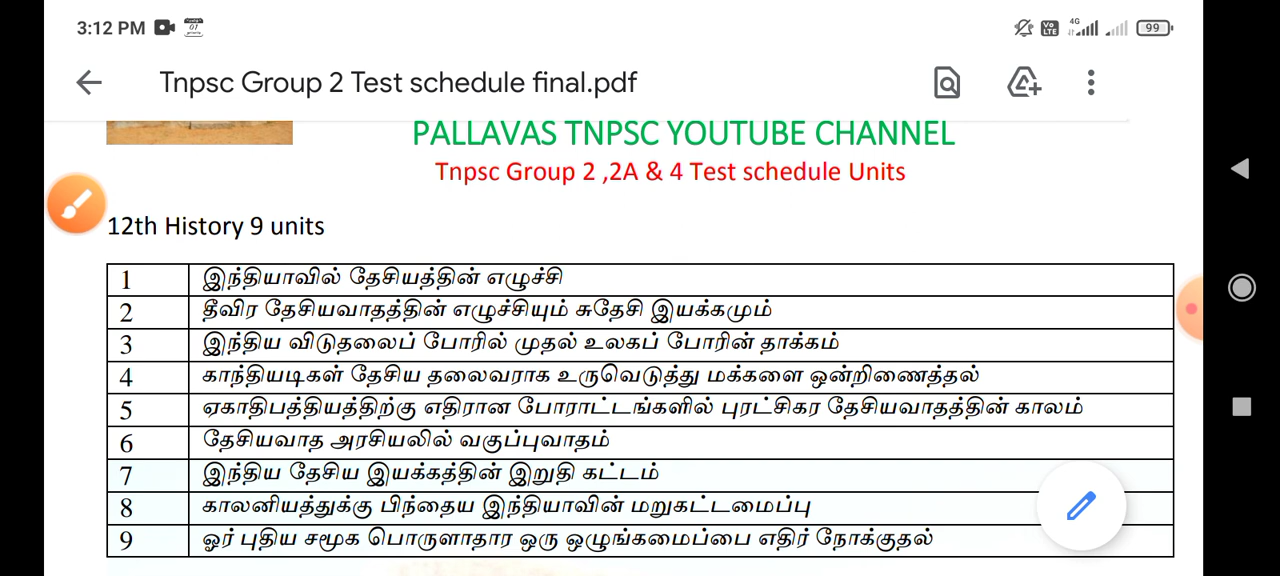 3:12 PM
4G 99
Tnpsc Group 2 Test schedule final.pdf
PALLAVAS TNPSC YOUTUBE CHANNEL
Tnpsc Group 2 ,2A & 4 Test schedule Units
12th History 9 units
1 இந்தியாவில் தேசியத்தின் எழுச்சி
2 தீவிர தேசியவாதத்தின் எழுச்சியும் சுதேசி இயக்கமும்
3 இந்திய விடுதலைப் போரில் முதல் உலகப் போரின் தாக்கம்
4 காந்தியடிகள் தேசிய தலைவராக உருவெடுத்து மக்களை ஒன்றிணைத்தல்
5 ஏகாதிபத்தியத்திற்கு எதிரான போராட்டங்களில் புரட்சிகர தேசியவாதத்தின் காலம்
6 தேசியவாத அரசியலில் வகுப்புவாதம்
7 இந்திய தேசிய இயக்கத்தின் இறுதி கட்டம்
8 காலனியத்துக்கு பிந்தைய இந்தியாவின் மறுகட்டமைப்பு
9 ஓர் புதிய சமூக பொருளாதார ஒரு ஒழுங்கமைப்பை எதிர் நோக்குதல்